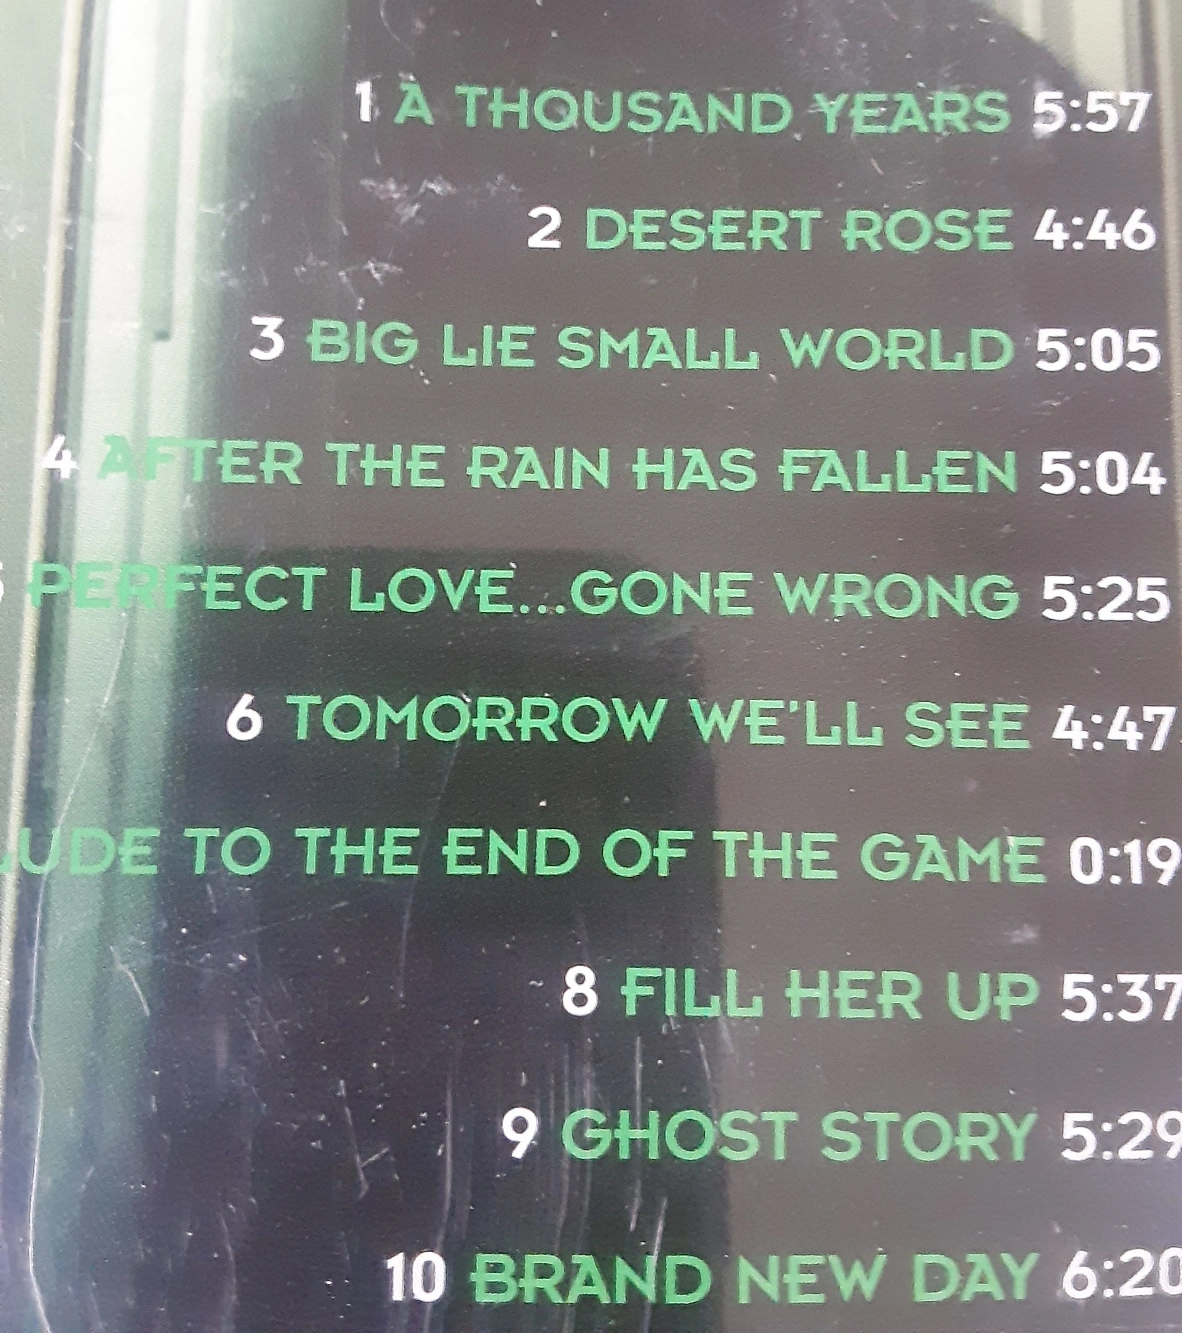 1 A THOUSAND YEARS 5:57
2 DESERT ROSE 4:46
3 BIG LIE SMALL WORLD 5:05
4 AFTER THE RAIN HAS FALLEN 5:04
PERFECT LOVE...GONE WRONG 5:25
6 TOMORROW WE'LL SEE 4:47
TO THE END OF THE GAME 0:19
8 FILL HER UP 5:37
9 GHOST STORY 5:29
10 BRAND NEW DAY 6:20